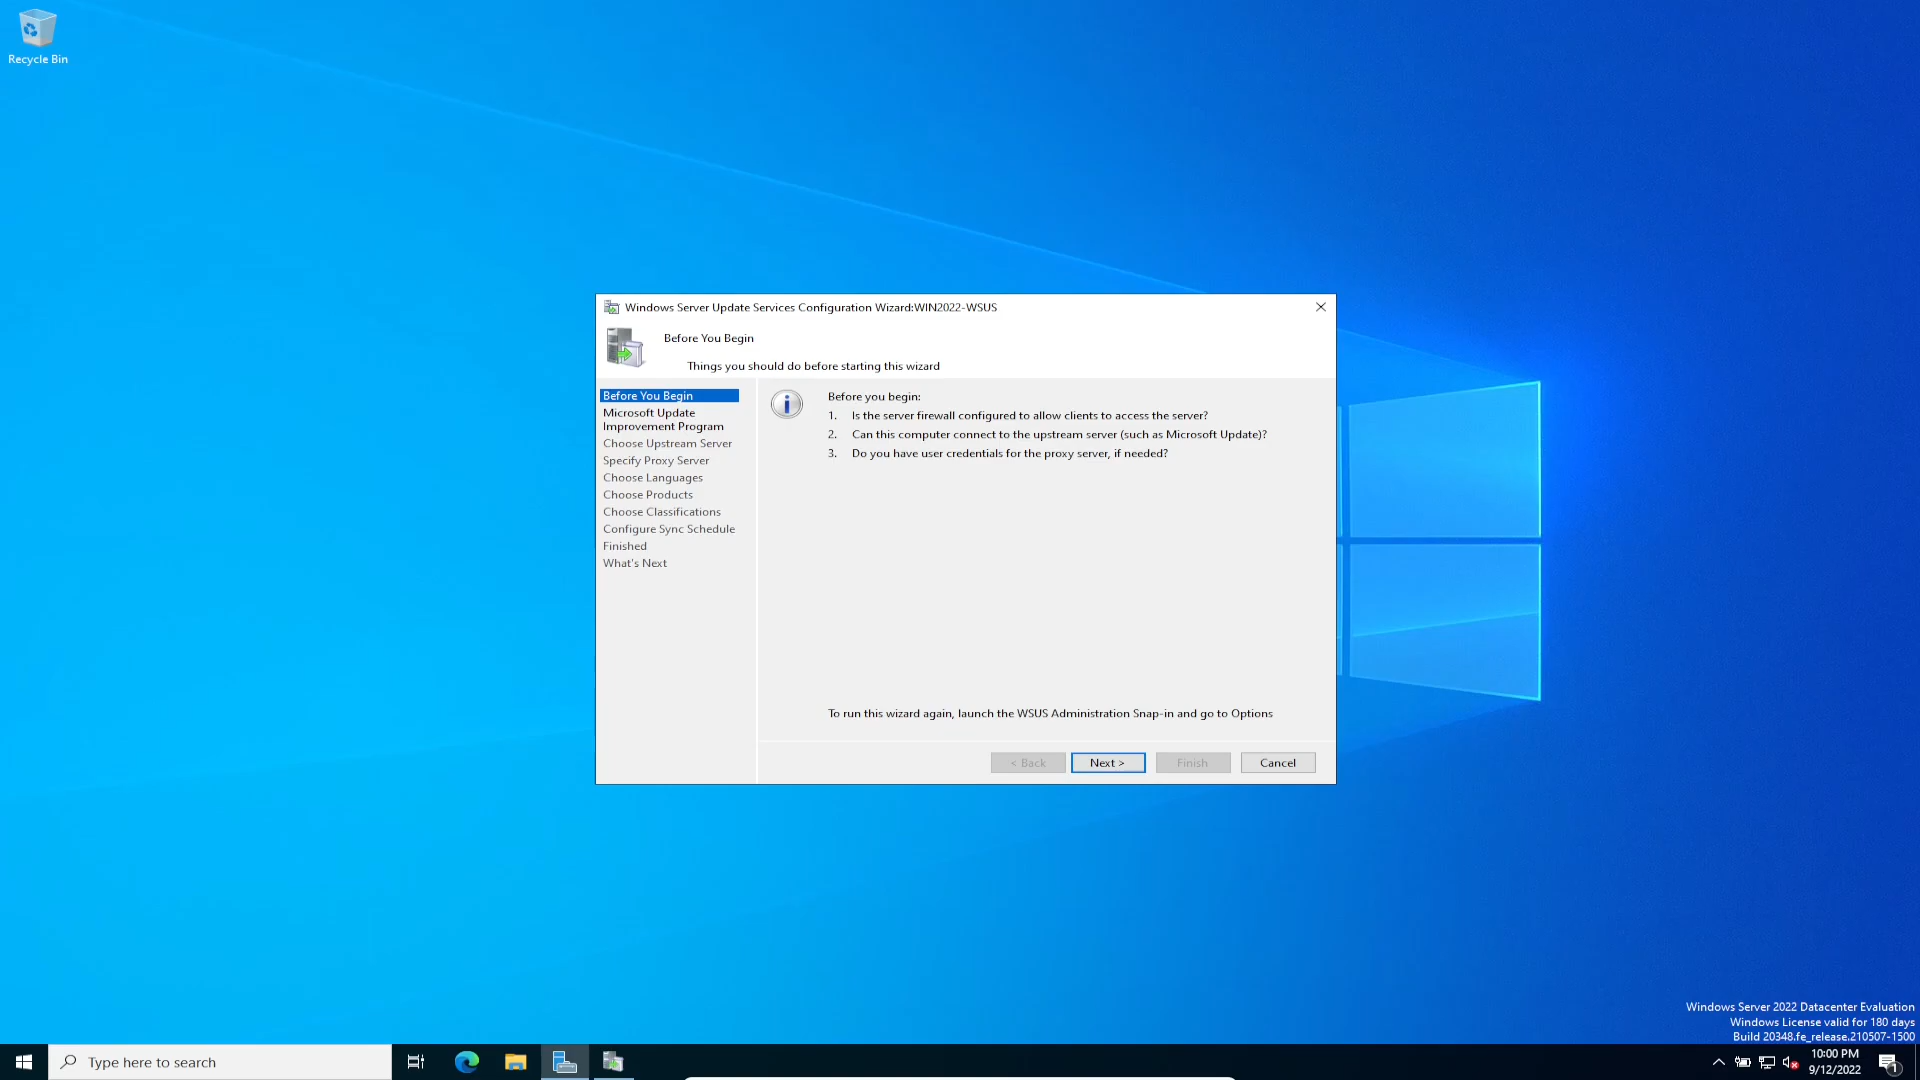 Recycle Bin
Windows Server Update Services Configuration Wizard:WIN2022-WSUS
Before You Begin
Things you should do before starting this wizard
Before You Begin
Microsoft Update
Improvement Program
Choose Upstream Server
Specify Proxy Server
Choose Languages
Choose Products
Choose Classifications
Configure Sync Schedule
Finished
What's Next
Before you begin:
1. Is the server firewall configured to allow clients to access the server?
2. Can this computer connect to the upstream server (such as Microsoft Update)?
3. Do you have user credentials for the proxy server, if needed?
To run this wizard again, launch the WSUS Administration Snap-in and go to Options
< Back
Next >
Finish
Cancel
Windows Server 2022 Datacenter Evaluation
Windows License valid for 180 days
Build 20348.fe_release.210507-1500
Type here to search
10:00 PM
9/12/2022
1